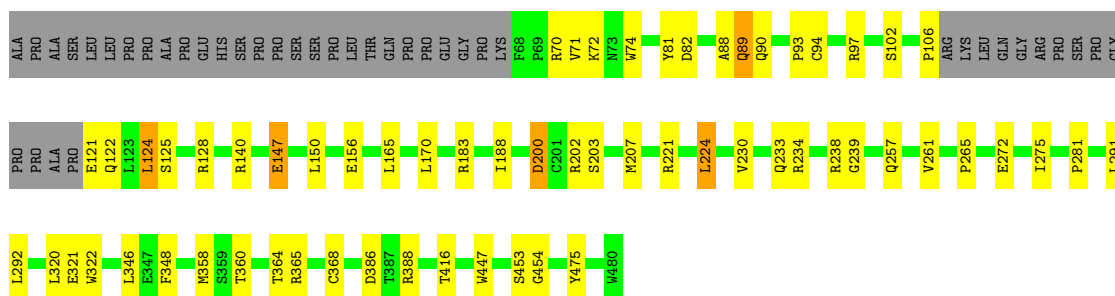 ALA PRO ALA SER LEU LEU PRO PRO ALA PRO GLU HIS SER PRO PRO SER SER PRO LEU THR GLN PRO PRO GLU GLY PRO LYS F68 P69 R70 V71 K72 N73 W74 Y81 D82 A88 Q89 Q90 P93 C94 R97 S102 P106 ARG LYS LEU GLN GLY ARG PRO SER PRO GLY
PRO PRO ALA PRO E121 Q122 L123 L124 S125 R128 R140 E147 L150 E156 L165 L170 R183 I188 D200 C201 R202 S203 M207 R221 L224 V230 Q233 R234 R238 G239 Q257 V261 P265 E272 I275 P281 L291
L292 L320 E321 W322 L346 E347 F348 M358 S359 T360 T364 R365 C368 D386 T387 R388 T416 W447 S453 G454 Y475 W480